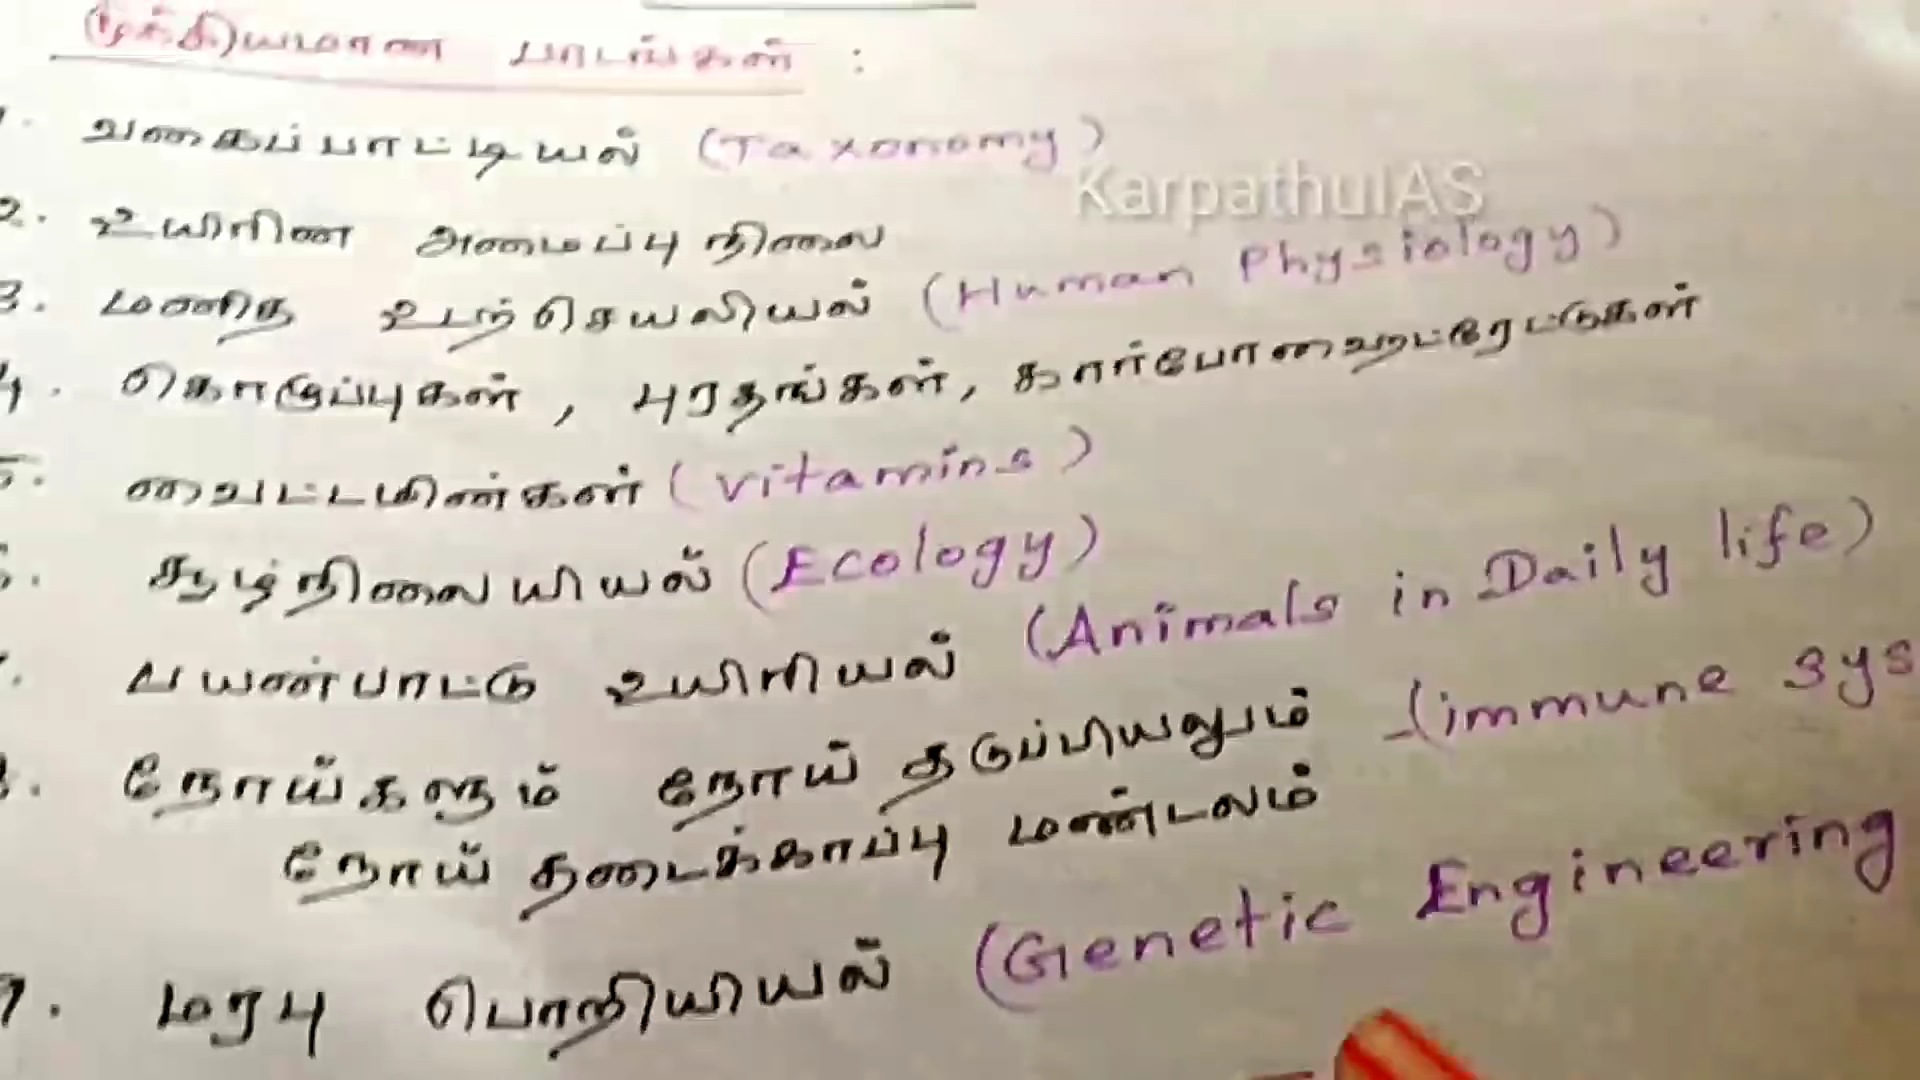 முக்கியமான பாடங்கள் :
1. வகைப்பாட்டியல் (Taxonomy)
KarpathuIAS
2. உயிரின அமைப்பு நிலை
3. மனித உடற்செயலியல் (Human Physiology)
4. கொழுப்புகள், புரதங்கள், கார்போஹைட்ரேட்டுகள்
5. வைட்டமின்கள் (vitamins)
6. சூழ்நிலையியல் (Ecology)
7. பயன்பாட்டு உயிரியல் (Animals in Daily life)
8. நோய்களும் நோய் தடுப்பியலும் (immune sys
நோய் தடைக்காப்பு மண்டலம்
9. மரபு பொறியியியல் (Genetic Engineering